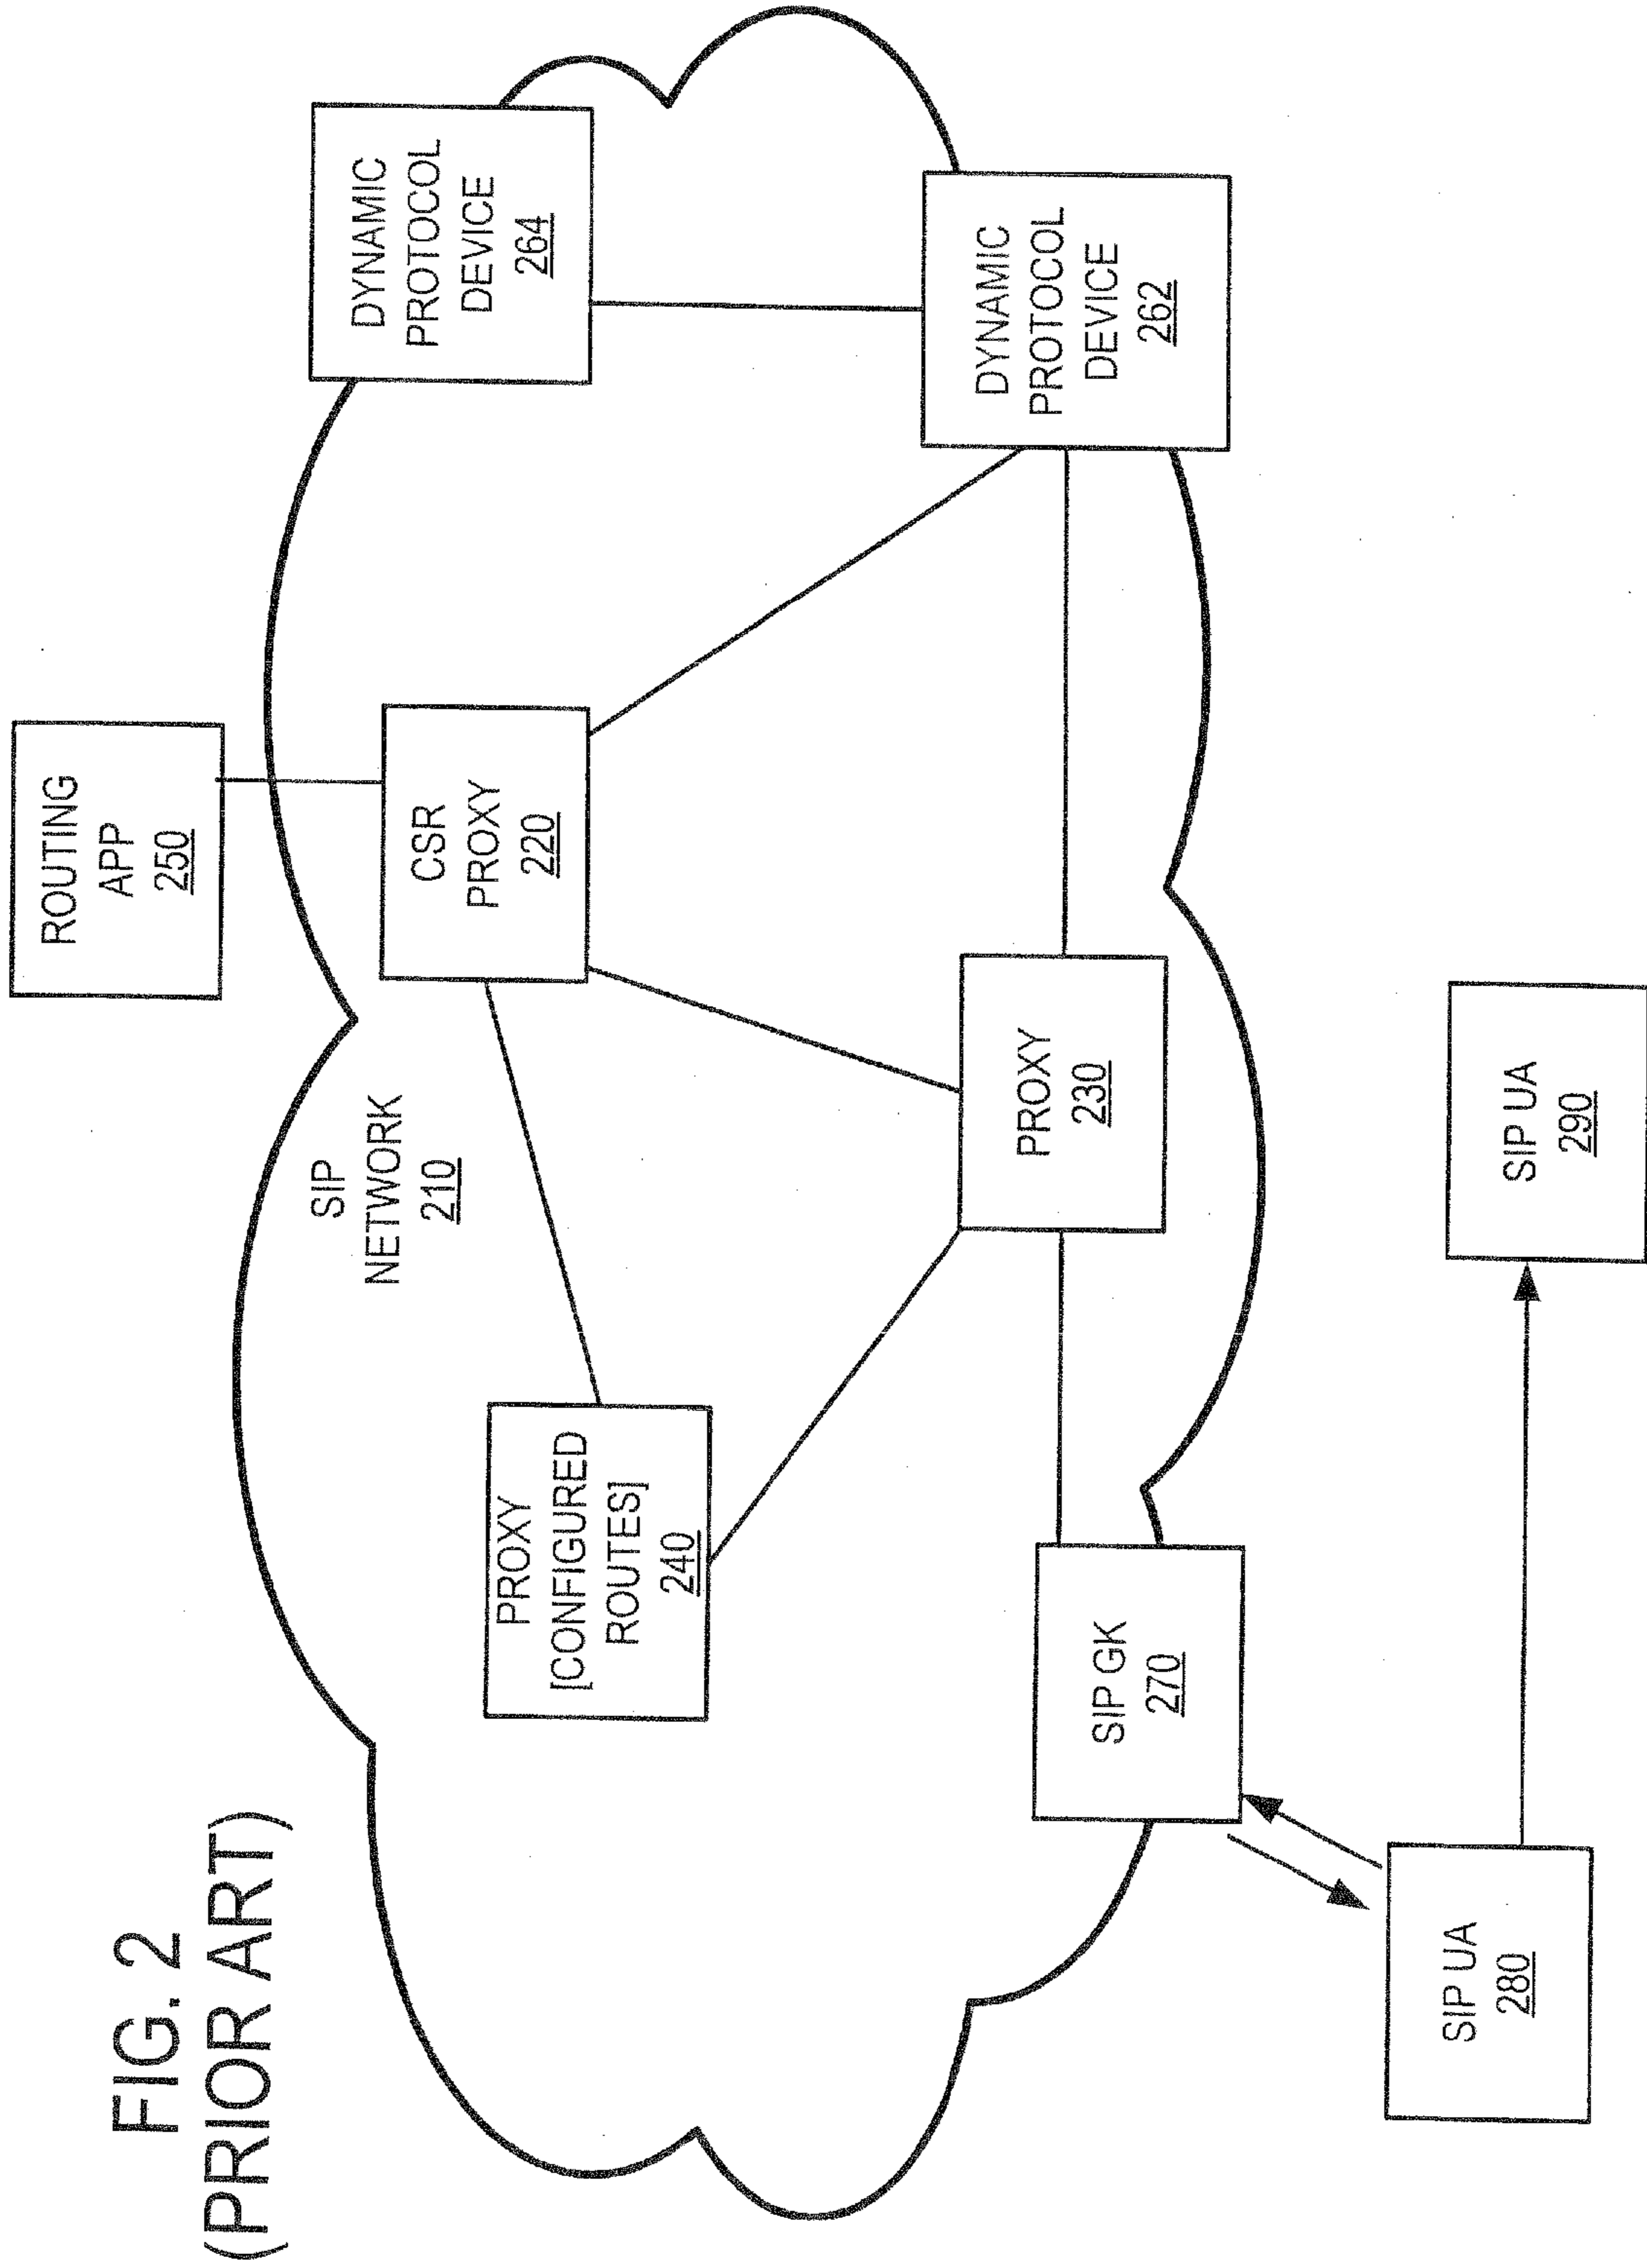 FIG. 2
(PRIOR ART)
ROUTING
APP
250
SIP
NETWORK
210
CSR
PROXY
220
DYNAMIC
PROTOCOL
DEVICE
264
PROXY
[CONFIGURED
ROUTES]
240
PROXY
230
DYNAMIC
PROTOCOL
DEVICE
262
SIP GK
270
SIP UA
280
SIP UA
290